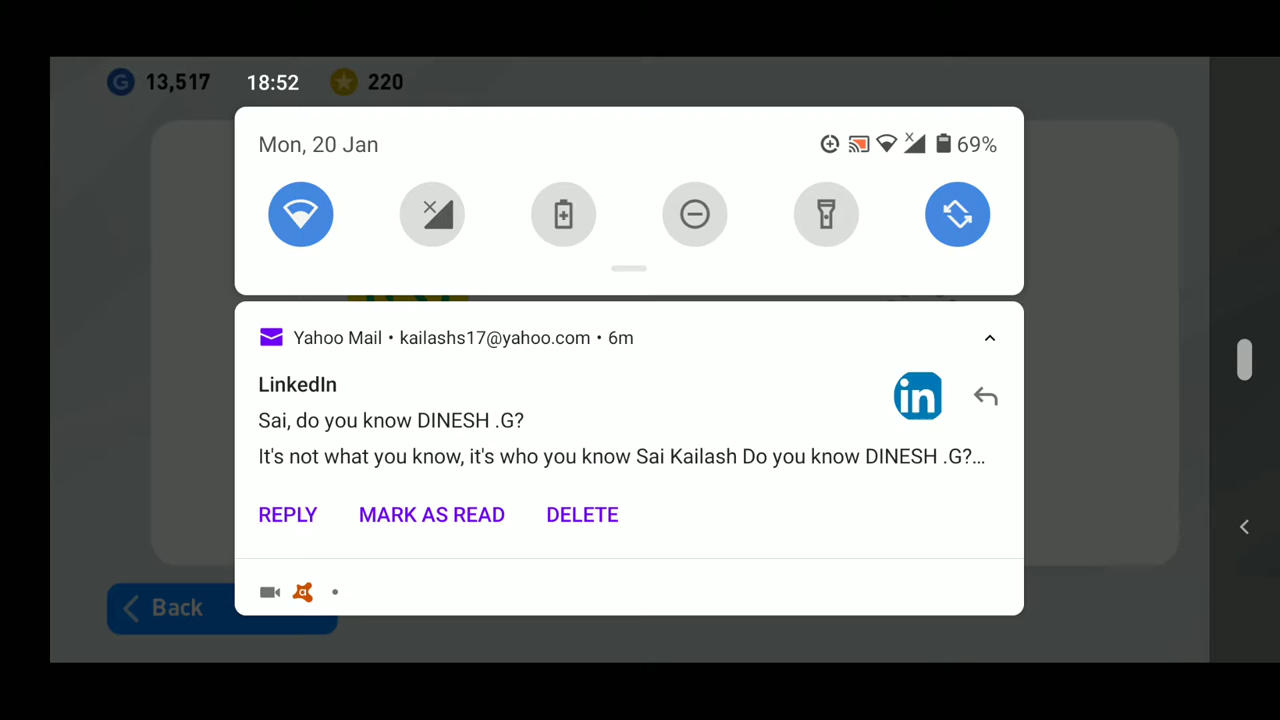 G 13,517 18:52 220
Mon, 20 Jan 69%
Yahoo Mail • kailashs17@yahoo.com • 6m
LinkedIn
in
Sai, do you know DINESH .G?
It's not what you know, it's who you know Sai Kailash Do you know DINESH .G?...
REPLY MARK AS READ DELETE
a
Back